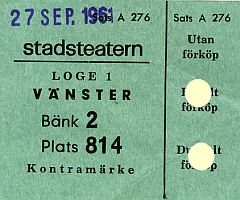 27 SEP. 1961
Sats A 276
stadsteatern
LOGE 1
VÄNSTER
Bänk 2
Plats 814
Kontramärke
Sats A 276
Utan
förköp
förköp